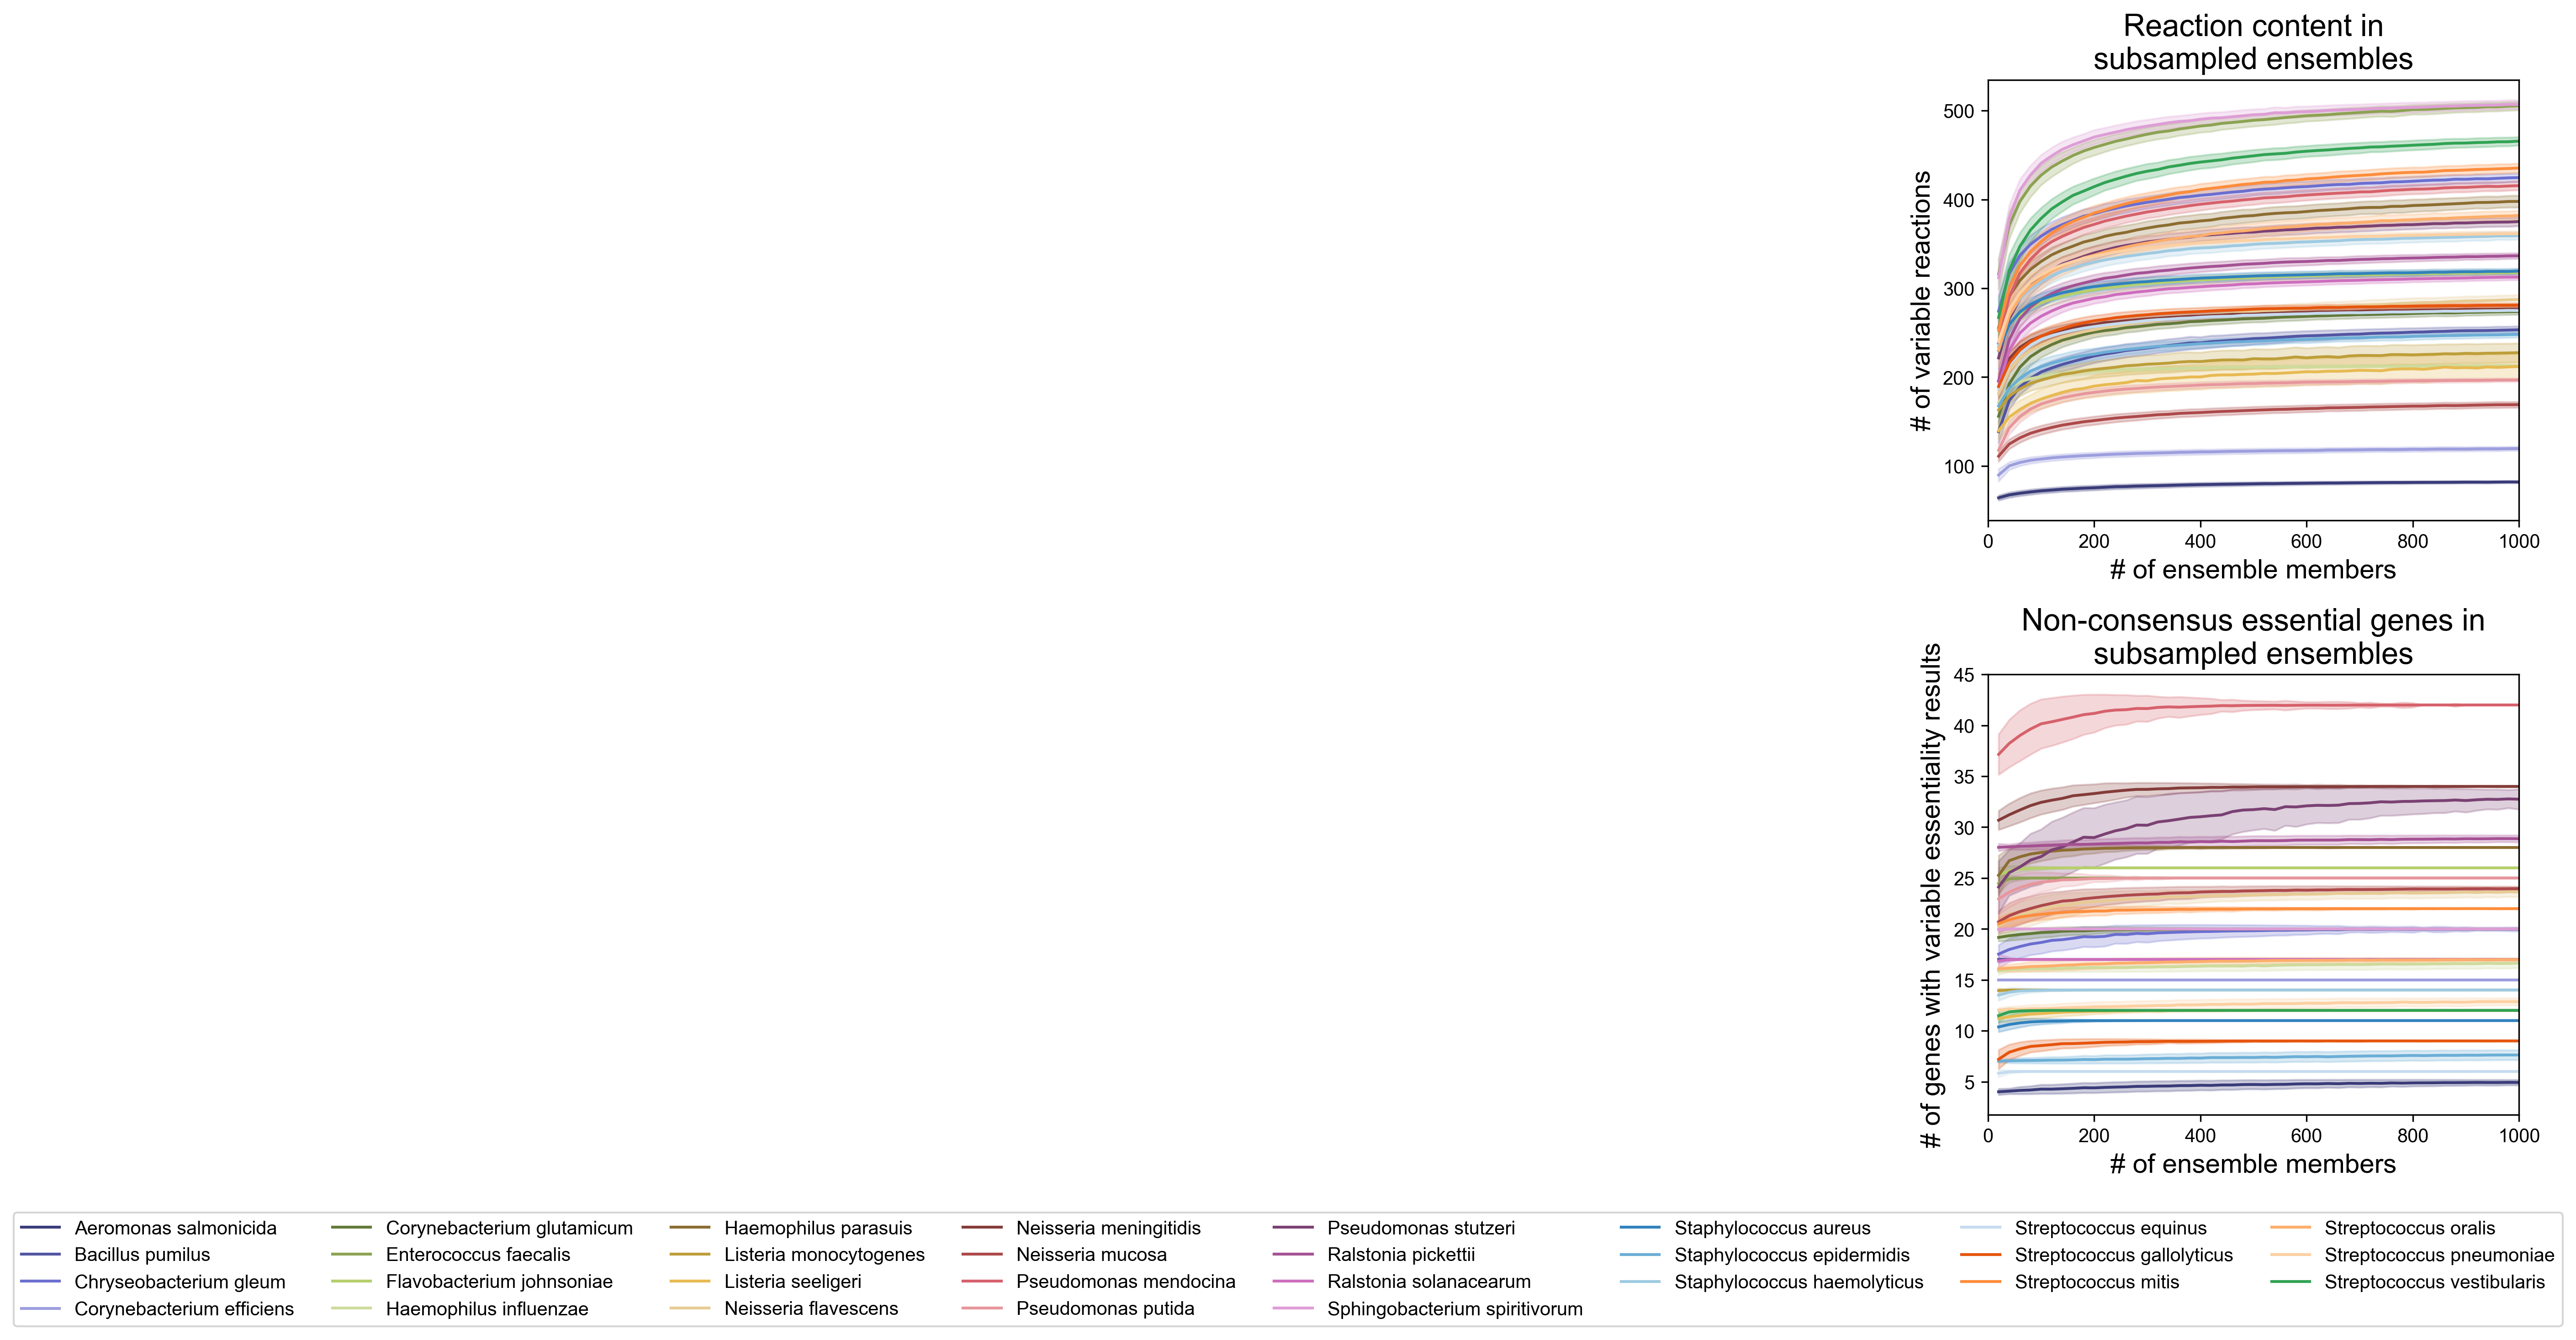 Reaction content in
subsampled ensembles
# of variable reactions
500
400
300
200
100
0 200 400 600 800 1000
# of ensemble members
Non-consensus essential genes in
subsampled ensembles
# of genes with variable essentiality results
45
40
35
30
25
20
15
10
5
0 200 400 600 800 1000
# of ensemble members
Aeromonas salmonicida
Bacillus pumilus
Chryseobacterium gleum
Corynebacterium efficiens
Corynebacterium glutamicum
Enterococcus faecalis
Flavobacterium johnsoniae
Haemophilus influenzae
Haemophilus parasuis
Listeria monocytogenes
Listeria seeligeri
Neisseria flavescens
Neisseria meningitidis
Neisseria mucosa
Pseudomonas mendocina
Pseudomonas putida
Pseudomonas stutzeri
Ralstonia pickettii
Ralstonia solanacearum
Sphingobacterium spiritivorum
Staphylococcus aureus
Staphylococcus epidermidis
Staphylococcus haemolyticus
Streptococcus equinus
Streptococcus gallolyticus
Streptococcus mitis
Streptococcus oralis
Streptococcus pneumoniae
Streptococcus vestibularis